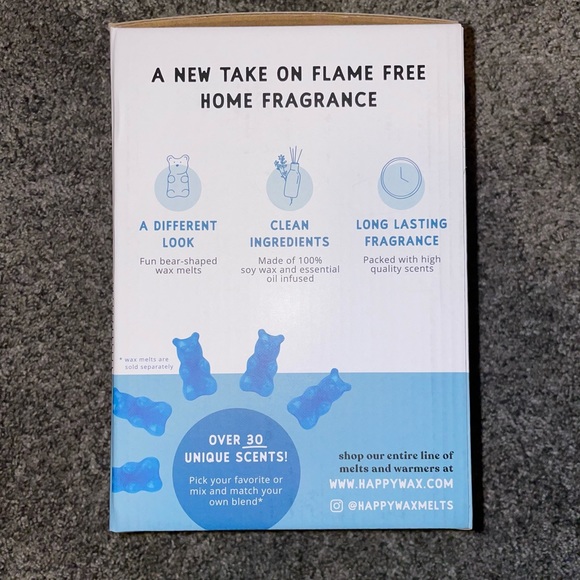 A NEW TAKE ON FLAME FREE
HOME FRAGRANCE
A DIFFERENT
LOOK
Fun bear-shaped
wax melts
CLEAN
INGREDIENTS
Made of 100%
soy wax and essential
oil infused
LONG LASTING
FRAGRANCE
Packed with high
quality scents
* wax melts are
sold separately
OVER 30
UNIQUE SCENTS!
Pick your favorite or
mix and match your
own blend*
shop our entire line of
melts and warmers at
WWW.HAPPYWAX.COM
@HAPPYWAXMELTS